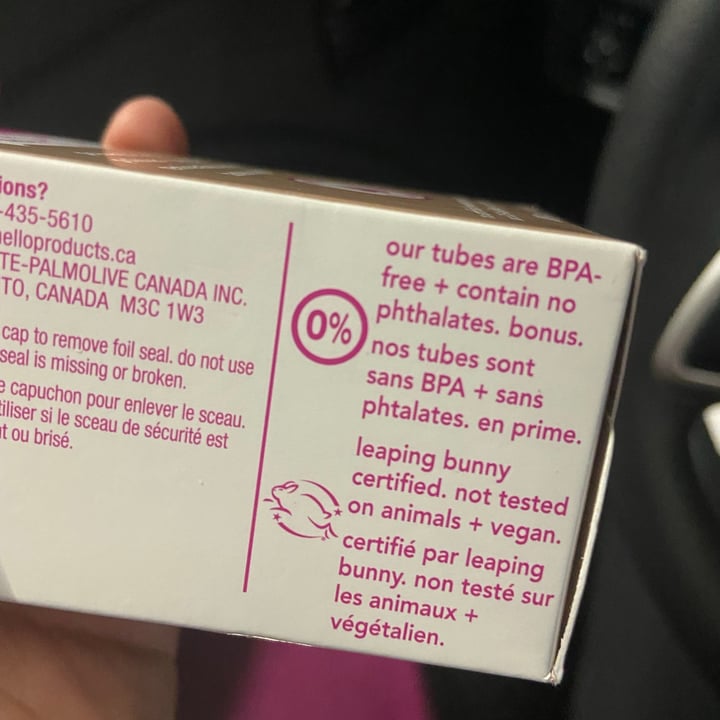 ions?
-435-5610
elloproducts.ca
TE-PALMOLIVE CANADA INC.
TO, CANADA M3C 1W3
cap to remove foil seal. do not use
seal is missing or broken.
e capuchon pour enlever le sceau.
tiliser si le sceau de sécurité est
t ou brisé.
0%
our tubes are BPA-
free + contain no
phthalates. bonus.
nos tubes sont
sans BPA + sans
phtalates. en prime.
leaping bunny
certified. not tested
on animals + vegan.
certifié par leaping
bunny. non testé sur
les animaux +
végétalien.